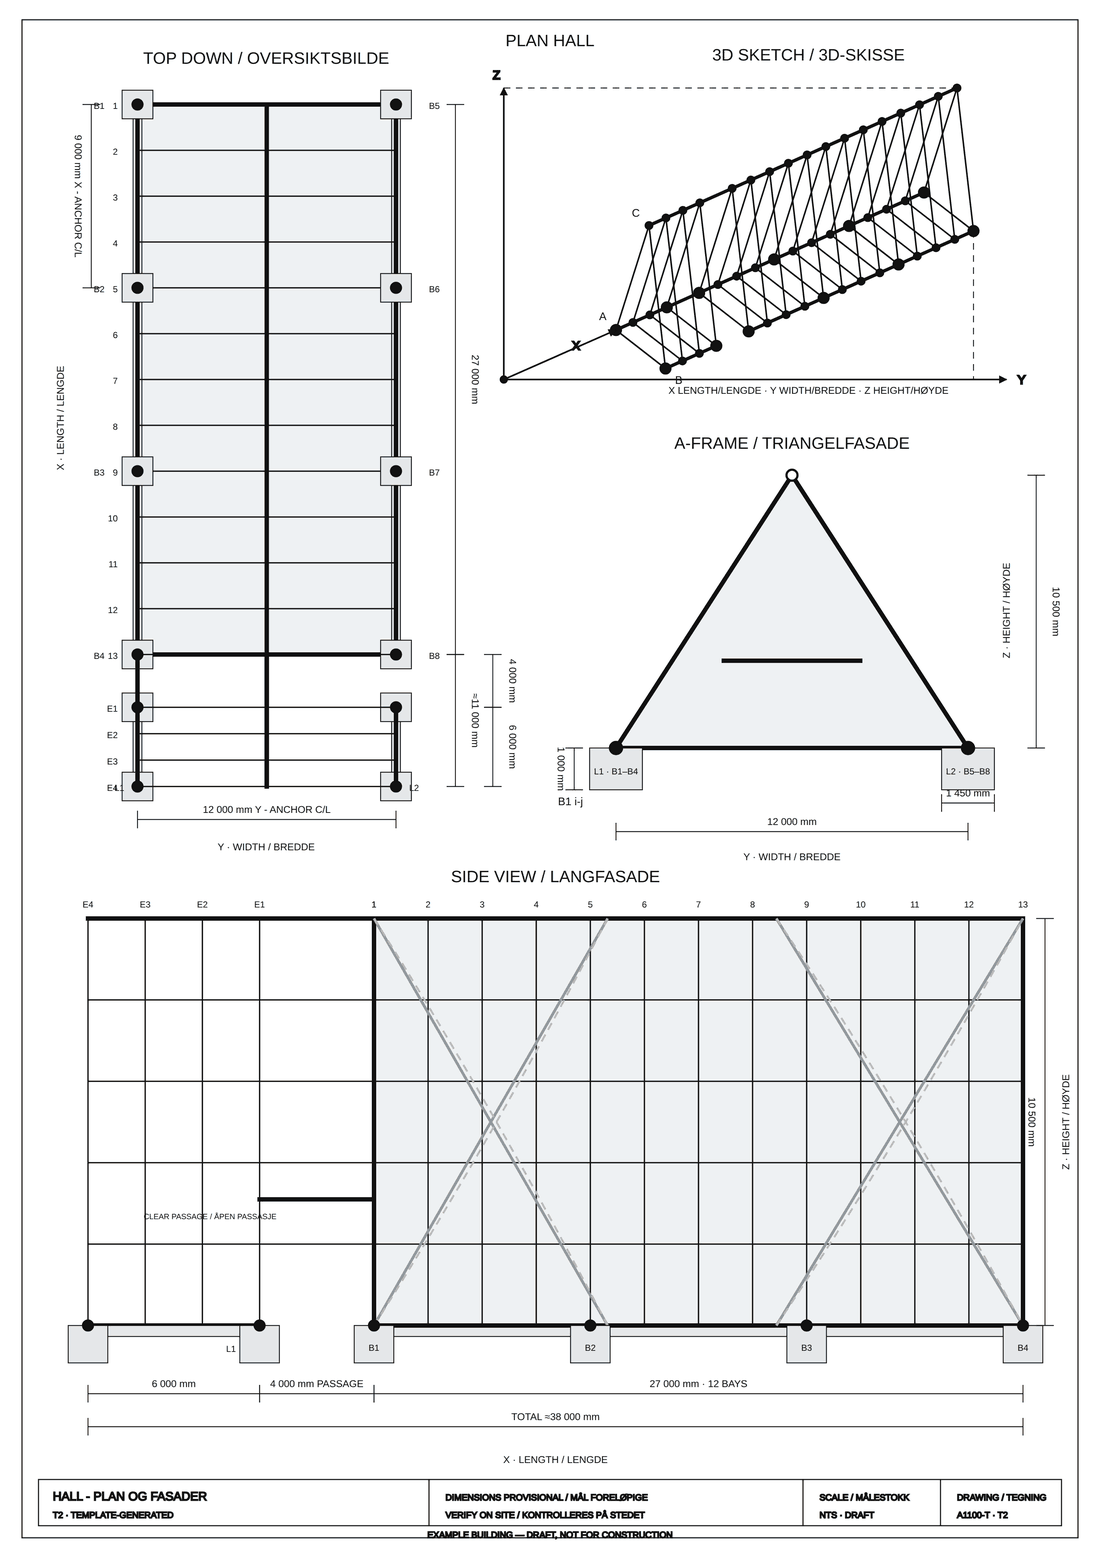 PLAN HALL
TOP DOWN / OVERSIKTSBILDE
B1 1
2
3
4
B2 5
6
7
8
B3 9
10
11
12
B4 13
E1
E2
E3
E4 L1
L2
B5
B6
B7
B8
9 000 mm X - ANCHOR C/L
X · LENGTH / LENGDE
27 000 mm
4 000 mm
≈11 000 mm
6 000 mm
12 000 mm Y - ANCHOR C/L
Y · WIDTH / BREDDE
3D SKETCH / 3D-SKISSE
Z
C
A
X
B
Y
X LENGTH/LENGDE · Y WIDTH/BREDDE · Z HEIGHT/HØYDE
A-FRAME / TRIANGELFASADE
Z · HEIGHT / HØYDE
10 500 mm
1 000 mm
L1 · B1–B4
L2 · B5–B8
B1 i-j
1 450 mm
12 000 mm
Y · WIDTH / BREDDE
SIDE VIEW / LANGFASADE
E4 E3 E2 E1 1 2 3 4 5 6 7 8 9 10 11 12 13
10 500 mm
Z · HEIGHT / HØYDE
CLEAR PASSAGE / ÅPEN PASSASJE
L1 B1 B2 B3 B4
6 000 mm 4 000 mm PASSAGE 27 000 mm · 12 BAYS
TOTAL ≈38 000 mm
X · LENGTH / LENGDE
HALL - PLAN OG FASADER
T2 · TEMPLATE-GENERATED
DIMENSIONS PROVISIONAL / MÅL FORELØPIGE
VERIFY ON SITE / KONTROLLERES PÅ STEDET
SCALE / MÅLESTOKK
NTS · DRAFT
DRAWING / TEGNING
A1100-T · T2
EXAMPLE BUILDING — DRAFT, NOT FOR CONSTRUCTION